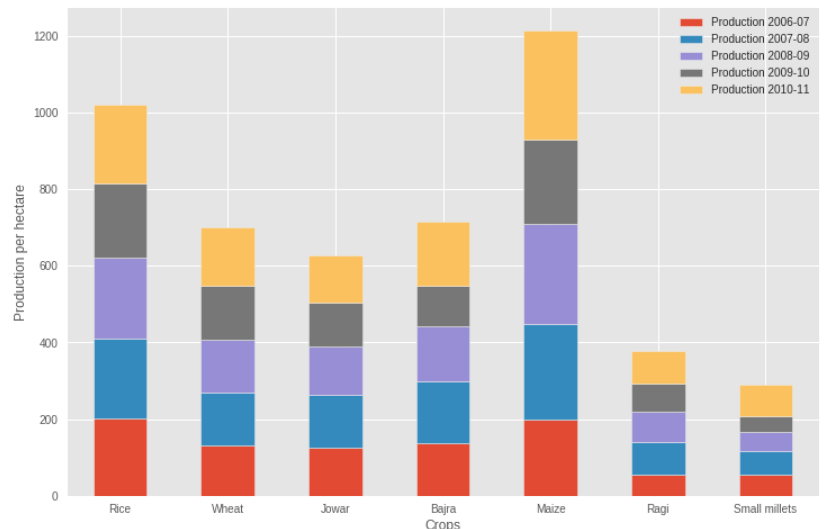 Production 2006-07
Production 2007-08
Production 2008-09
Production 2009-10
Production 2010-11
Production per hectare
1200
1000
800
600
400
200
0
Rice Wheat Jowar Bajra Maize Ragi Small millets
Crops